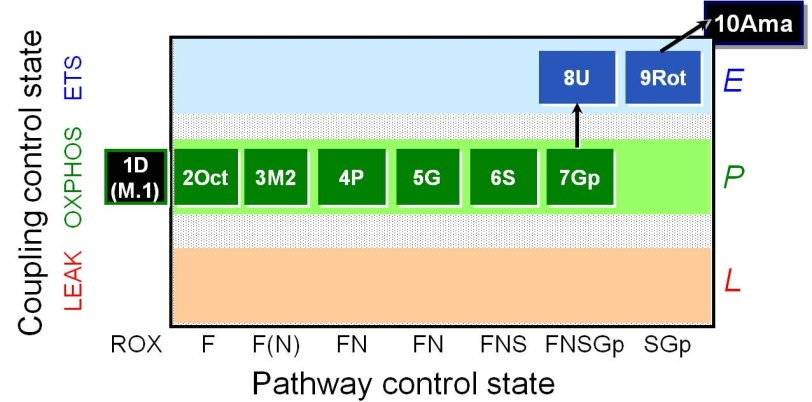 10Ama
Coupling control state
ETS
8U
9Rot
E
OXPHOS
1D
(M.1)
2Oct
3M2
4P
5G
6S
7Gp
P
LEAK
L
ROX
F
F(N)
FN
FN
FNS
FNSGp
SGp
Pathway control state